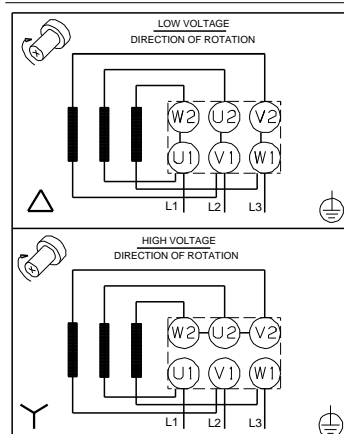 LOW VOLTAGE
DIRECTION OF ROTATION
W2 U2 V2
U1 V1 W1
L1 L2 L3
HIGH VOLTAGE
DIRECTION OF ROTATION
W2 U2 V2
U1 V1 W1
L1 L2 L3